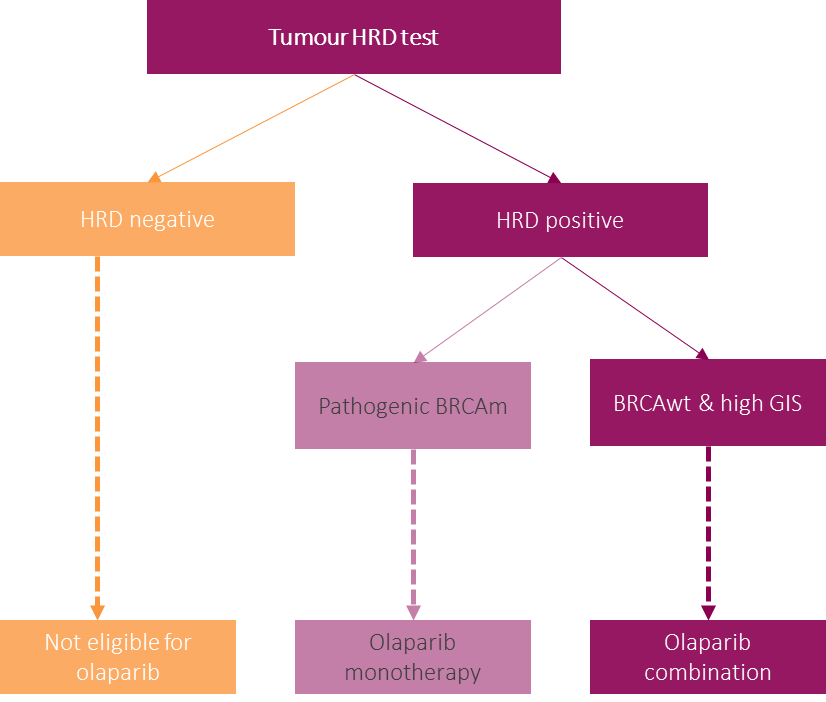 Tumour HRD test
HRD negative
HRD positive
Pathogenic BRCAm
BRCAwt & high GIS
Not eligible for
olaparib
Olaparib
monotherapy
Olaparib
combination